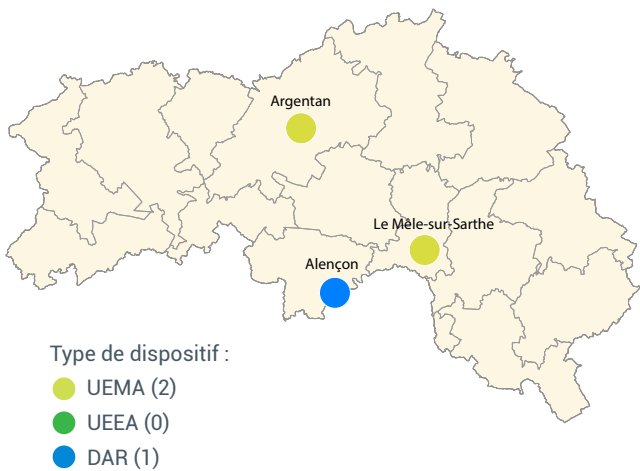 Argentan
Le Mêle-sur-Sarthe
Alençon
Type de dispositif :
UEMA (2)
UEEA (0)
DAR (1)